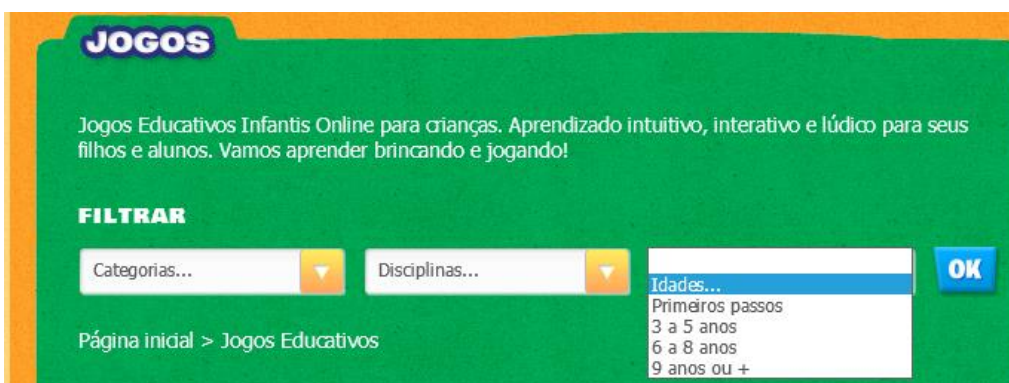 JOGOS
Jogos Educativos Infantis Online para crianças. Aprendizado intuitivo, interativo e lúdico para seus
filhos e alunos. Vamos aprender brincando e jogando!
FILTRAR
Categorias...
Disciplinas...
OK
Idades...
Primeiros passos
3 a 5 anos
6 a 8 anos
9 anos ou +
Página inicial > Jogos Educativos